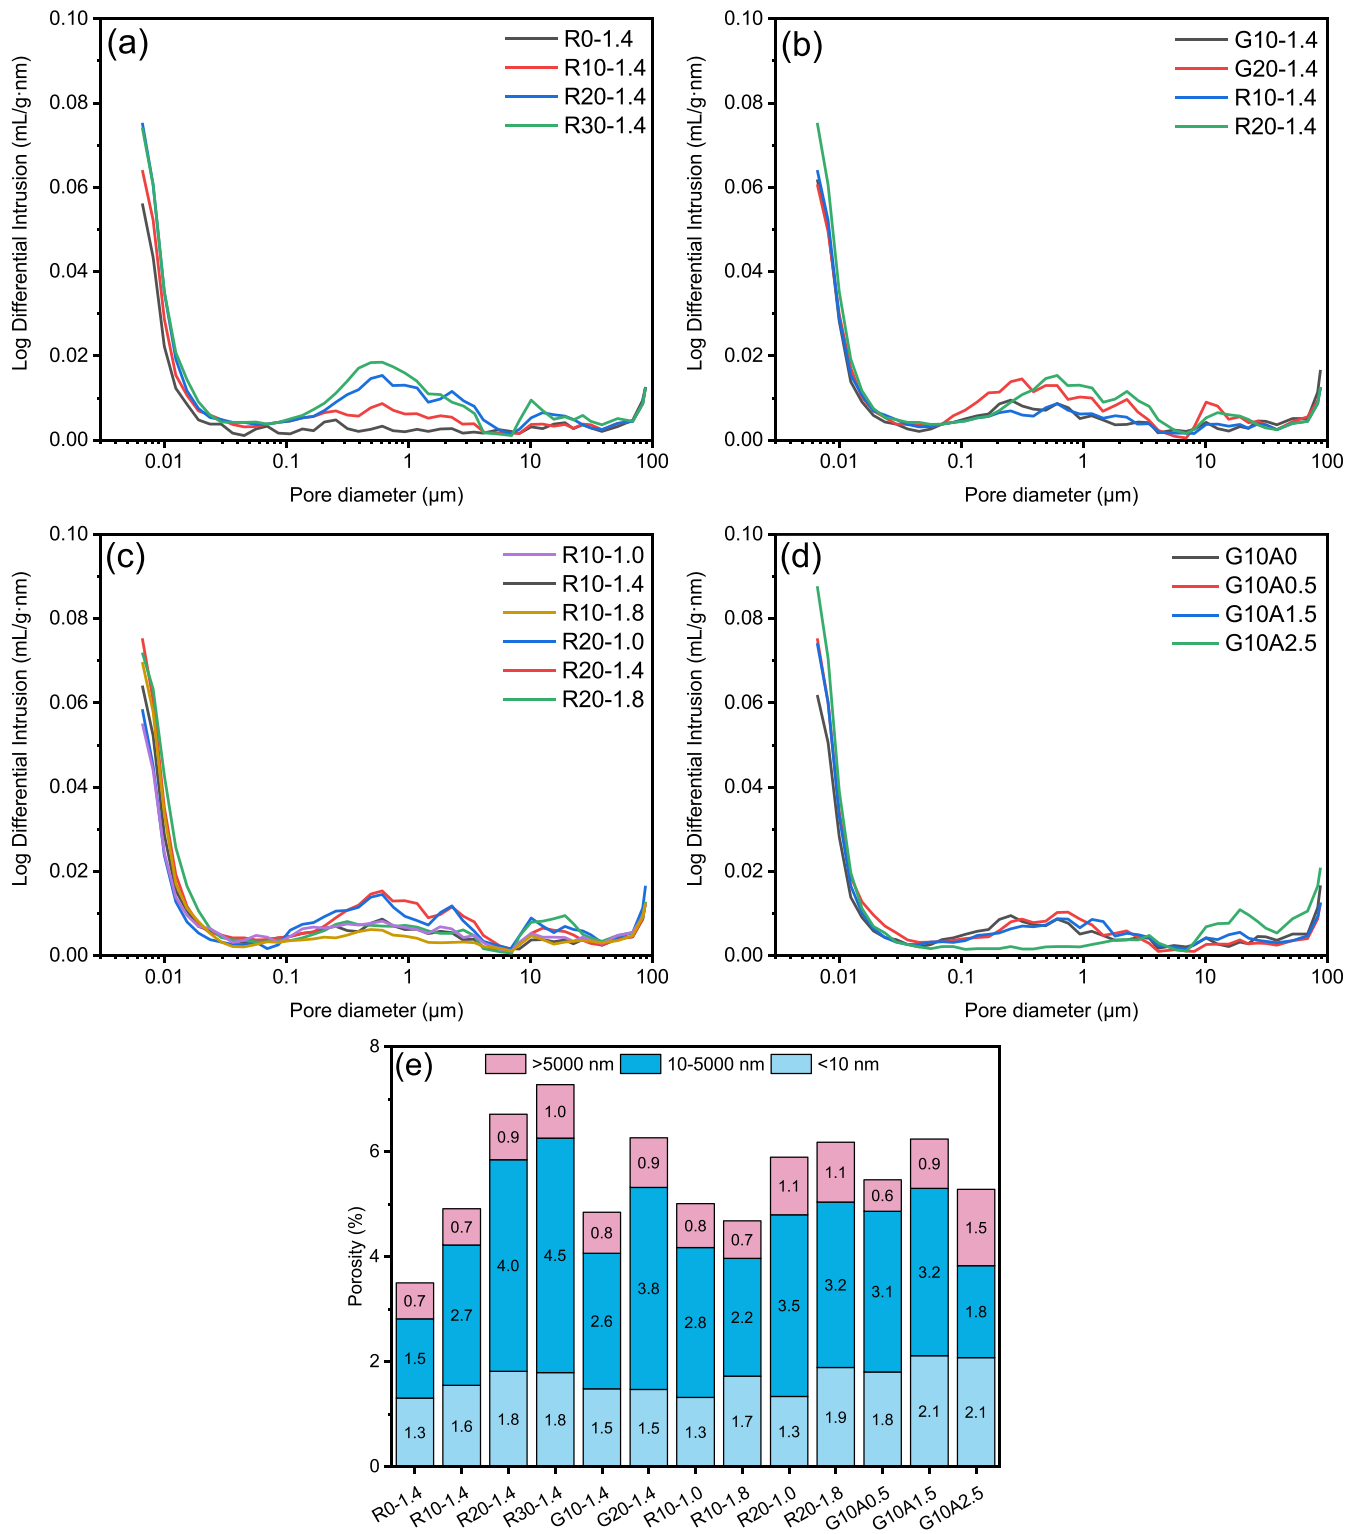 (a)
R0-1.4
R10-1.4
R20-1.4
R30-1.4
0.10
0.08
0.06
0.04
0.02
0.00
Log Differential Intrusion (mL/g·nm)
0.01 0.1 1 10 100
Pore diameter (μm)
(b)
G10-1.4
G20-1.4
R10-1.4
R20-1.4
0.10
0.08
0.06
0.04
0.02
0.00
Log Differential Intrusion (mL/g·nm)
0.01 0.1 1 10 100
Pore diameter (μm)
(c)
R10-1.0
R10-1.4
R10-1.8
R20-1.0
R20-1.4
R20-1.8
0.10
0.08
0.06
0.04
0.02
0.00
Log Differential Intrusion (mL/g·nm)
0.01 0.1 1 10 100
Pore diameter (μm)
(d)
G10A0
G10A0.5
G10A1.5
G10A2.5
0.10
0.08
0.06
0.04
0.02
0.00
Log Differential Intrusion (mL/g·nm)
0.01 0.1 1 10 100
Pore diameter (μm)
(e)
>5000 nm 10-5000 nm <10 nm
8
6
4
2
0
Porosity (%)
0.7 0.7 0.9 1.0 0.8 0.9 0.8 0.7 1.1 1.1 0.6 0.9 1.5
1.5 2.7 4.0 4.5 2.6 3.8 2.8 2.2 3.5 3.2 3.1 3.2 1.8
1.3 1.6 1.8 1.8 1.5 1.5 1.3 1.7 1.3 1.9 1.8 2.1 2.1
R0-1.4 R10-1.4 R20-1.4 R30-1.4 G10-1.4 G20-1.4 R10-1.0 R10-1.8 R20-1.0 R20-1.8 G10A0.5 G10A1.5 G10A2.5